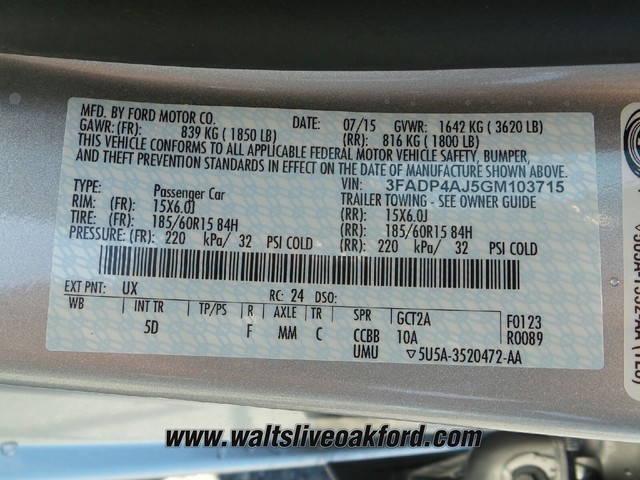 MFD. BY FORD MOTOR CO. DATE: 07/15 GVWR: 1642 KG ( 3620 LB)
GAWR: (FR): 839 KG ( 1850 LB) (RR): 816 KG ( 1800 LB)
THIS VEHICLE CONFORMS TO ALL APPLICABLE FEDERAL MOTOR VEHICLE SAFETY, BUMPER,
AND THEFT PREVENTION STANDARDS IN EFFECT ON THE DATE OF MANUFACTURE SHOWN ABOVE.
VIN: 3FADP4AJ5GM103715
TYPE: Passenger Car TRAILER TOWING - SEE OWNER GUIDE
RIM: (FR): 15X6.0J (RR): 15X6.0J
TIRE: (FR): 185/60R15 84H (RR): 185/60R15 84H
PRESSURE: (FR): 220 kPa/ 32 PSI COLD (RR): 220 kPa/ 32 PSI COLD
EXT PNT: UX RC: 24 DSO:
WB INT TR TP/PS R AXLE TR SPR GCT2A F0123
5D F MM C CCBB 10A R0089
UMU ▽5U5A-3520472-AA
www.waltsliveoakford.com